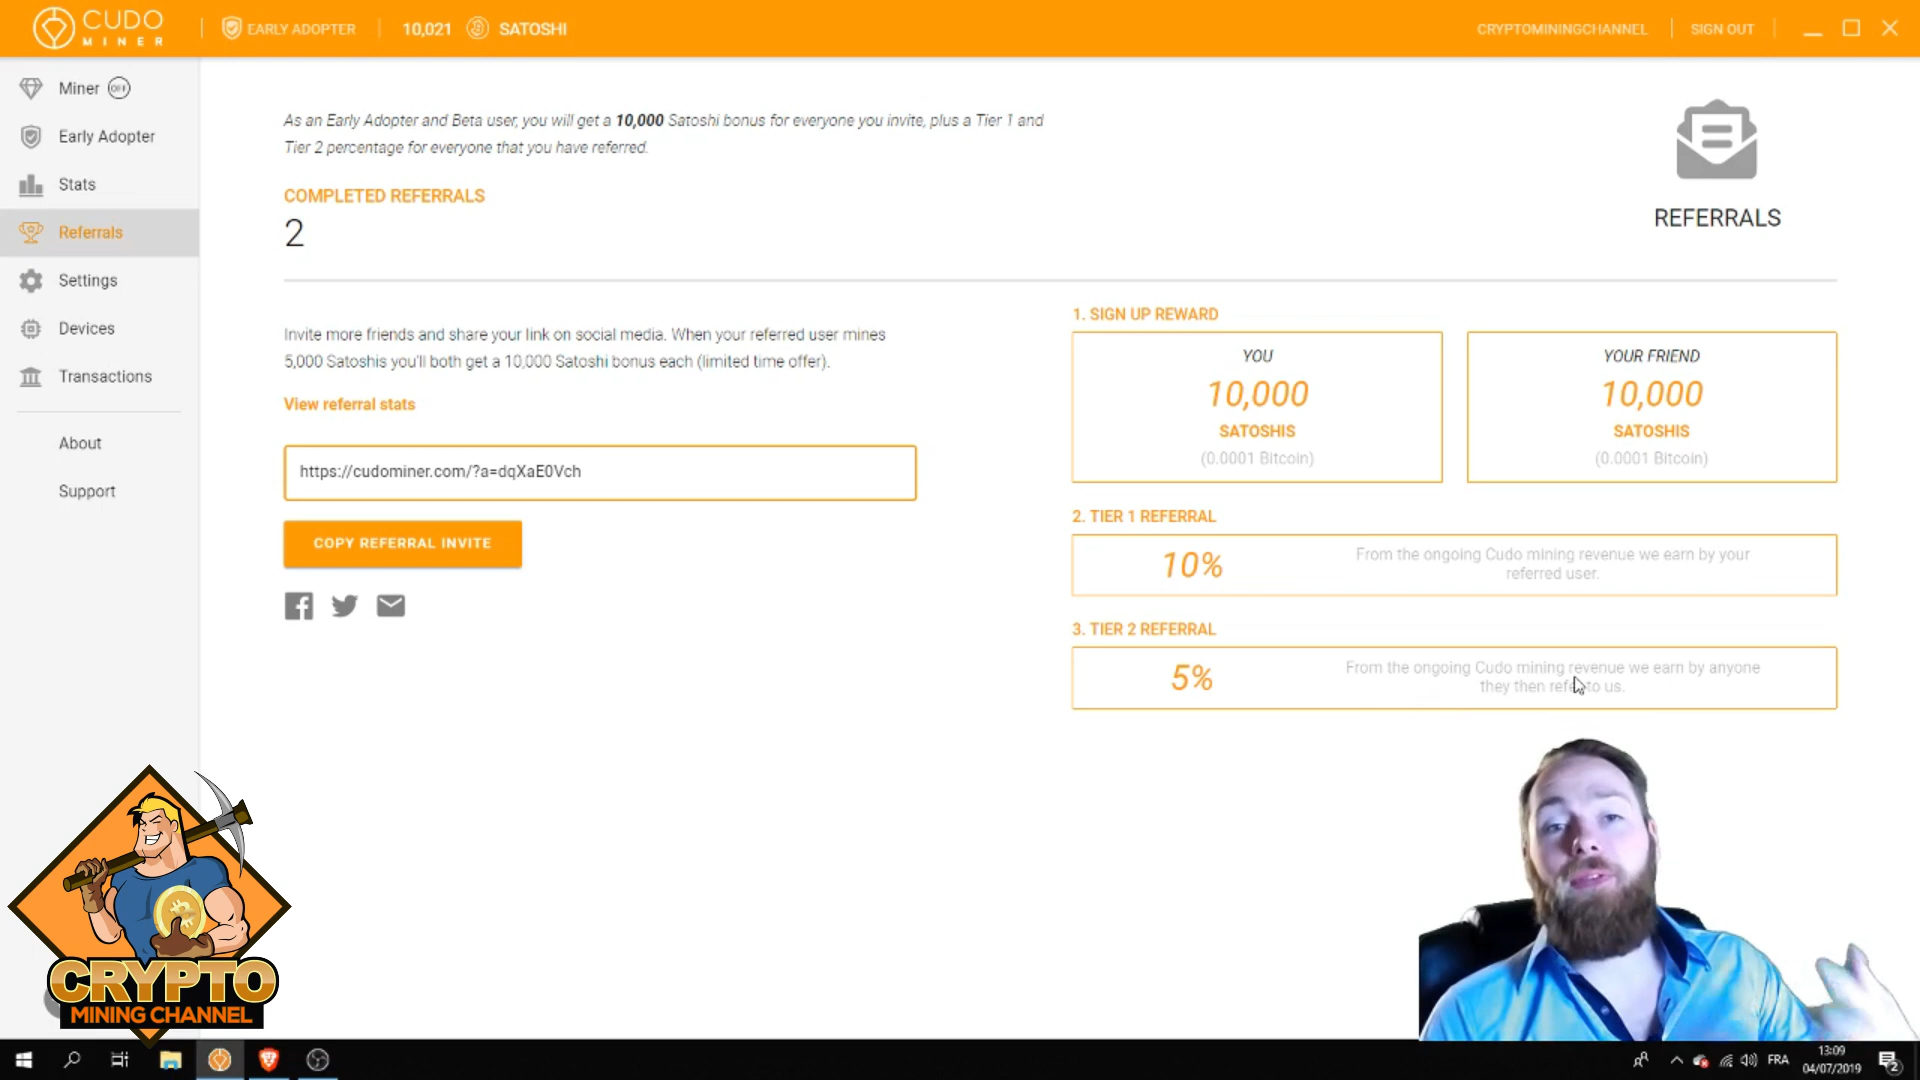 CUDO
MINER
EARLY ADOPTER
10,021
SATOSHI
CRYPTOMININGCHANNEL
SIGN OUT
Miner OFF
Early Adopter
Stats
Referrals
Settings
Devices
Transactions
About
Support
As an Early Adopter and Beta user, you will get a 10,000 Satoshi bonus for everyone you invite, plus a Tier 1 and
Tier 2 percentage for everyone that you have referred.
COMPLETED REFERRALS
2
REFERRALS
Invite more friends and share your link on social media. When your referred user mines
5,000 Satoshis you'll both get a 10,000 Satoshi bonus each (limited time offer).
View referral stats
https://cudominer.com/?a=dqXaE0Vch
COPY REFERRAL INVITE
1. SIGN UP REWARD
YOU
10,000
SATOSHIS
(0.0001 Bitcoin)
YOUR FRIEND
10,000
SATOSHIS
(0.0001 Bitcoin)
2. TIER 1 REFERRAL
10%
From the ongoing Cudo mining revenue we earn by your
referred user.
3. TIER 2 REFERRAL
5%
From the ongoing Cudo mining revenue we earn by anyone
they then refer to us.
CRYPTO
MINING CHANNEL
FRA
13:09
04/07/2019
2